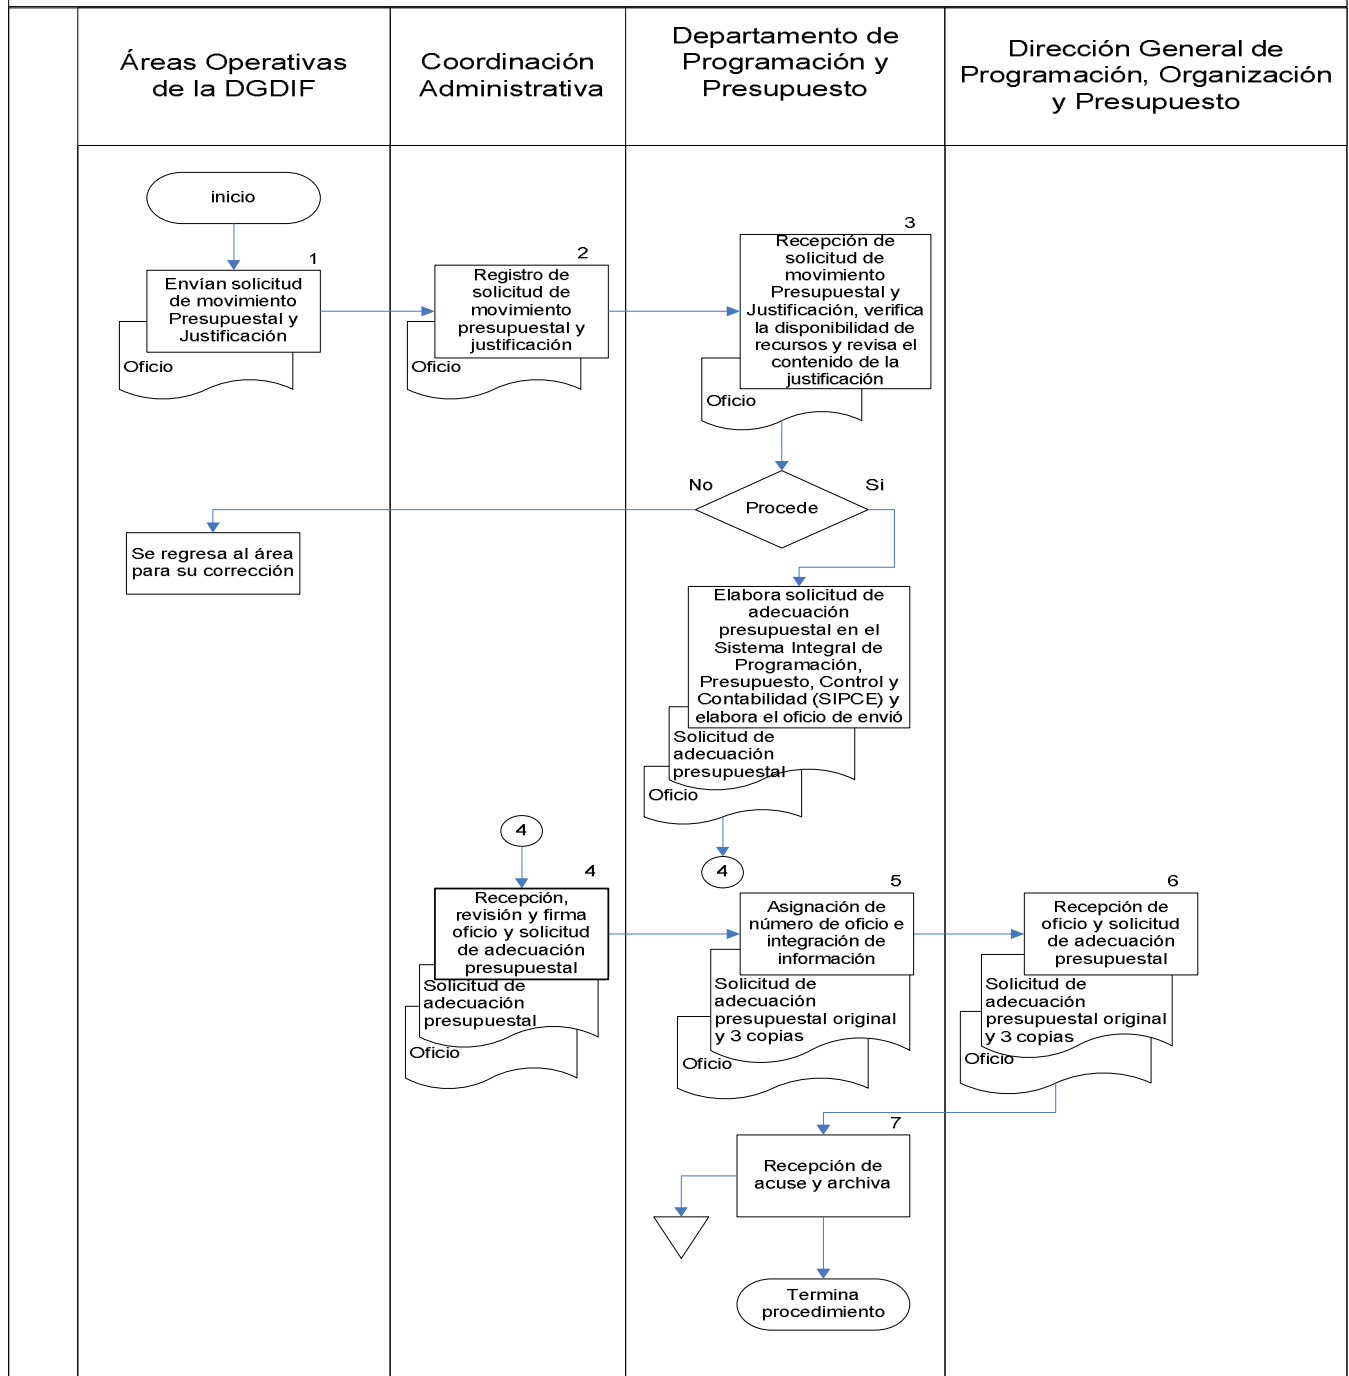 Áreas Operativas
de la DGDIF
Coordinación
Administrativa
Departamento de
Programación y
Presupuesto
Dirección General de
Programación, Organización
y Presupuesto
inicio
1
Envían solicitud
de movimiento
Presupuestal y
Justificación
Oficio
2
Registro de
solicitud de
movimiento
presupuestal y
justificación
Oficio
3
Recepción de
solicitud de
movimiento
Presupuestal y
Justificación, verifica
la disponibilidad de
recursos y revisa el
contenido de la
justificación
Oficio
No
Procede
Si
Se regresa al área
para su corrección
Elabora solicitud de
adecuación
presupuestal en el
Sistema Integral de
Programación,
Presupuesto, Control y
Contabilidad (SIPCE) y
elabora el oficio de envió
Solicitud de
adecuación
presupuestal
Oficio
4
4
4
Recepción,
revisión y firma
oficio y solicitud
de adecuación
presupuestal
Solicitud de
adecuación
presupuestal
Oficio
5
Asignación de
número de oficio e
integración de
información
Solicitud de
adecuación
presupuestal original
y 3 copias
Oficio
6
Recepción de
oficio y solicitud
de adecuación
presupuestal
Solicitud de
adecuación
presupuestal original
y 3 copias
Oficio
7
Recepción de
acuse y archiva
Termina
procedimiento